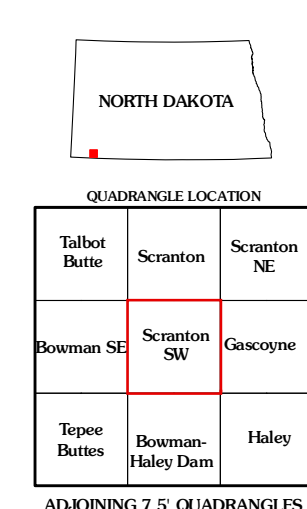 NORTH DAKOTA
QUADRANGLE LOCATION
Talbot
Butte
Scranton
Scranton
NE
Bowman SE
Scranton
SW
Gascoyne
Tepee
Buttes
Bowman-
Haley Dam
Haley
ADJOINING 7.5' QUADRANGLES